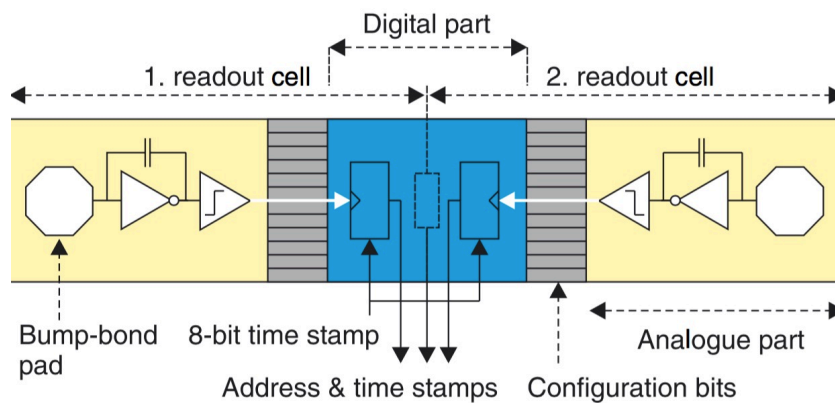 Digital part
1. readout cell
2. readout cell
Bump-bond
pad
8-bit time stamp
Analogue part
Address & time stamps
Configuration bits